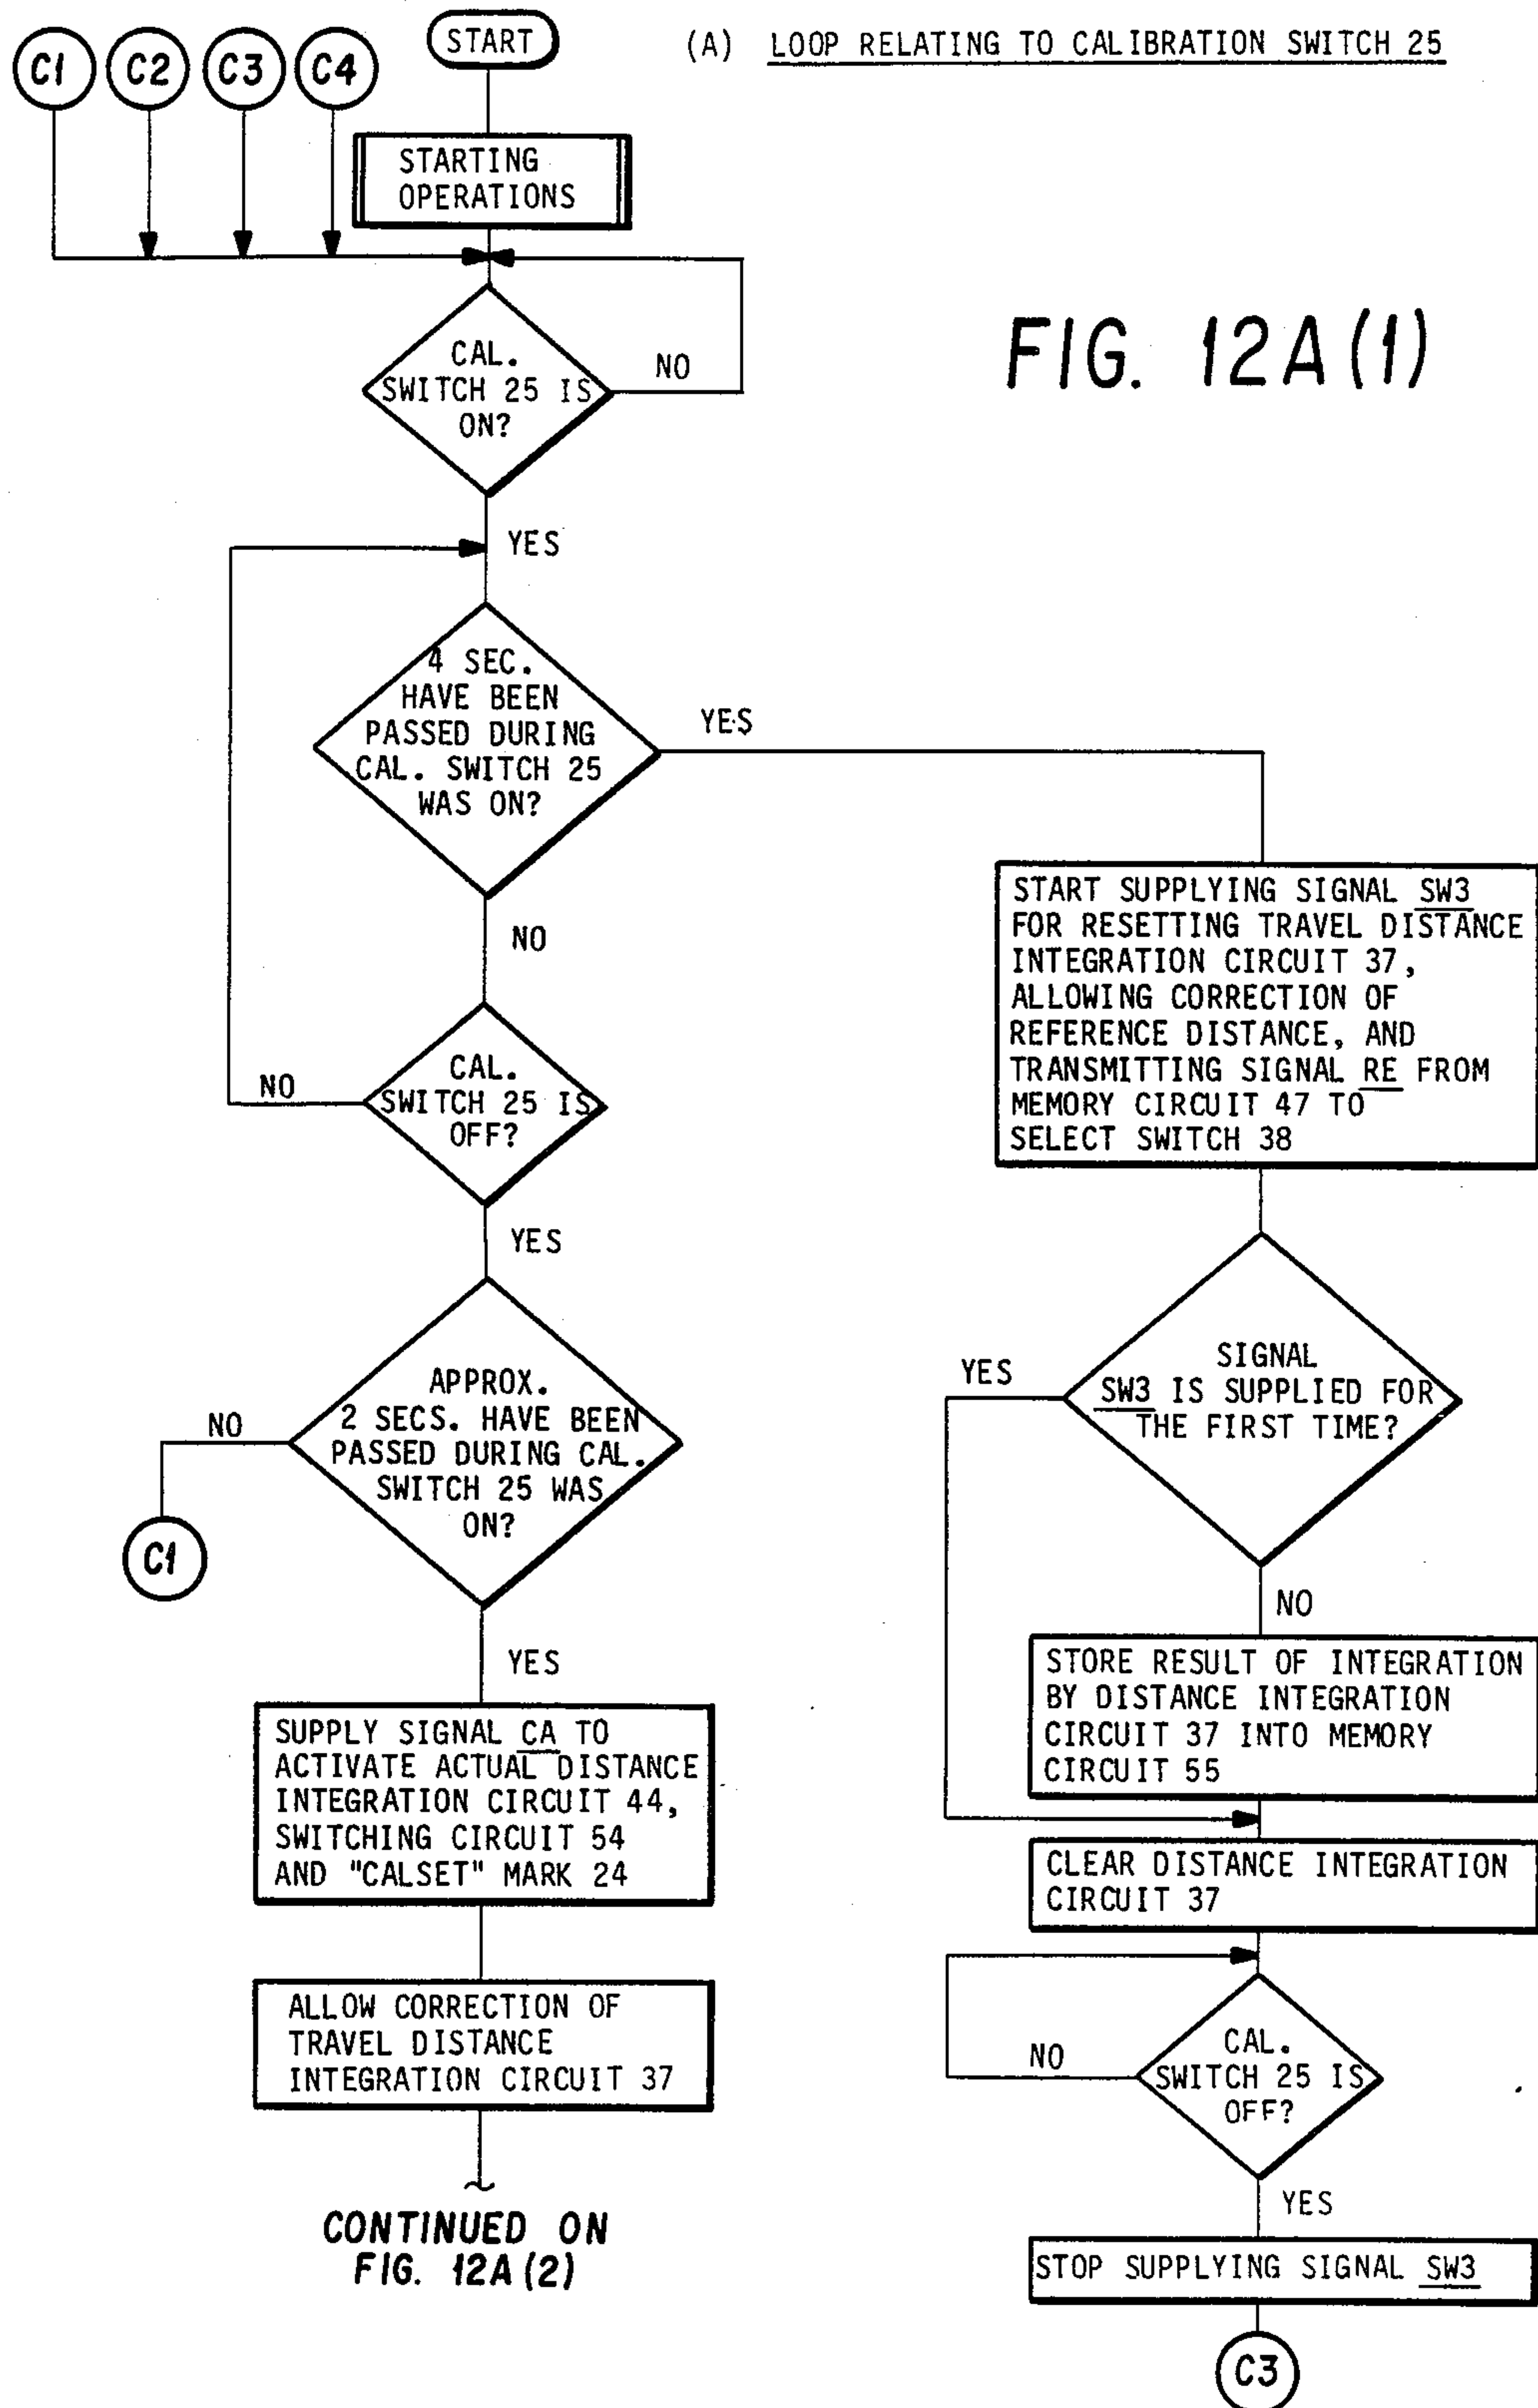 C1 C2 C3 C4
START
(A) LOOP RELATING TO CALIBRATION SWITCH 25
STARTING
OPERATIONS
FIG. 12A(1)
CAL.
SWITCH 25 IS
ON?
NO
YES
4 SEC.
HAVE BEEN
PASSED DURING
CAL. SWITCH 25
WAS ON?
YES
NO
CAL.
SWITCH 25 IS
OFF?
NO
YES
APPROX.
2 SECS. HAVE BEEN
PASSED DURING CAL.
SWITCH 25 WAS
ON?
NO
C1
YES
SUPPLY SIGNAL CA TO
ACTIVATE ACTUAL DISTANCE
INTEGRATION CIRCUIT 44,
SWITCHING CIRCUIT 54
AND "CALSET" MARK 24
ALLOW CORRECTION OF
TRAVEL DISTANCE
INTEGRATION CIRCUIT 37
CONTINUED ON
FIG. 12A(2)
START SUPPLYING SIGNAL SW3
FOR RESETTING TRAVEL DISTANCE
INTEGRATION CIRCUIT 37,
ALLOWING CORRECTION OF
REFERENCE DISTANCE, AND
TRANSMITTING SIGNAL RE FROM
MEMORY CIRCUIT 47 TO
SELECT SWITCH 38
SIGNAL
SW3 IS SUPPLIED FOR
THE FIRST TIME?
YES
NO
STORE RESULT OF INTEGRATION
BY DISTANCE INTEGRATION
CIRCUIT 37 INTO MEMORY
CIRCUIT 55
CLEAR DISTANCE INTEGRATION
CIRCUIT 37
CAL.
SWITCH 25 IS
OFF?
NO
YES
STOP SUPPLYING SIGNAL SW3
C3